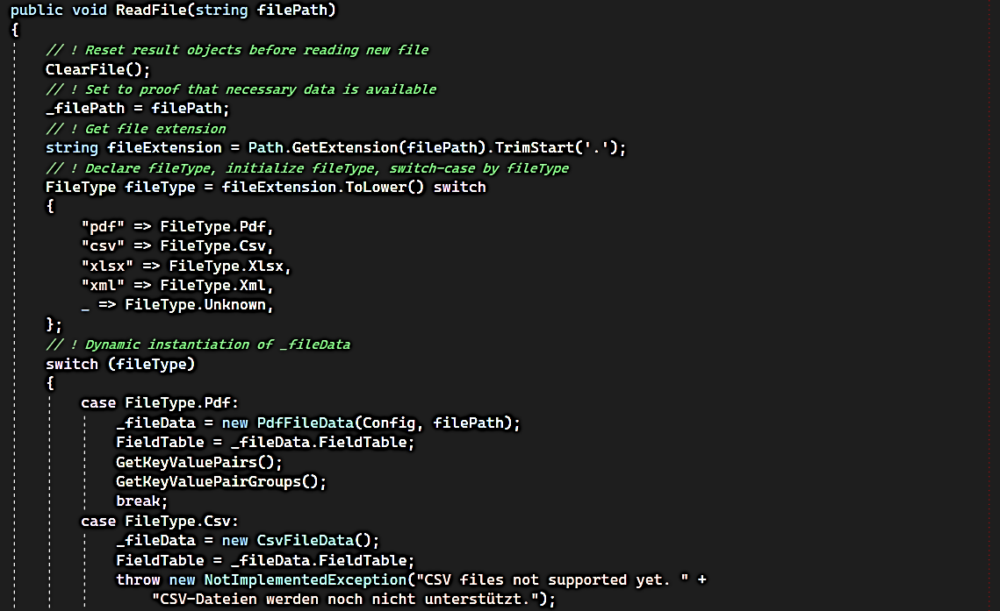 public void ReadFile(string filePath)
{
// ! Reset result objects before reading new file
ClearFile();
// ! Set to proof that necessary data is available
_filePath = filePath;
// ! Get file extension
string fileExtension = Path.GetExtension(filePath).TrimStart('.');
// ! Declare fileType, initialize fileType, switch-case by fileType
FileType fileType = fileExtension.ToLower() switch
{
"pdf" => FileType.Pdf,
"csv" => FileType.Csv,
"xlsx" => FileType.Xlsx,
"xml" => FileType.Xml,
_ => FileType.Unknown,
};
// ! Dynamic instantiation of _fileData
switch (fileType)
{
case FileType.Pdf:
_fileData = new PdfFileData(Config, filePath);
FieldTable = _fileData.FieldTable;
GetKeyValuePairs();
GetKeyValuePairGroups();
break;
case FileType.Csv:
_fileData = new CsvFileData();
FieldTable = _fileData.FieldTable;
throw new NotImplementedException("CSV files not supported yet. " +
"CSV-Dateien werden noch nicht unterstützt.");